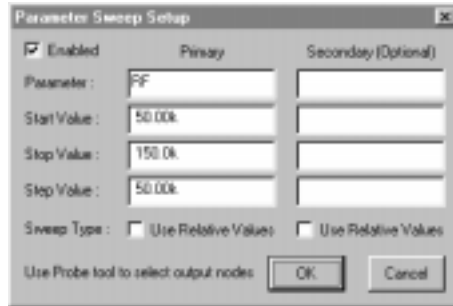 Parameter Sweep Setup
Enabled Primary Secondary (Optional)
Parameter : RF
Start Value : 50.00k
Stop Value : 150.0k
Step Value : 50.00k
Sweep Type : Use Relative Values Use Relative Values
Use Probe tool to select output nodes OK Cancel